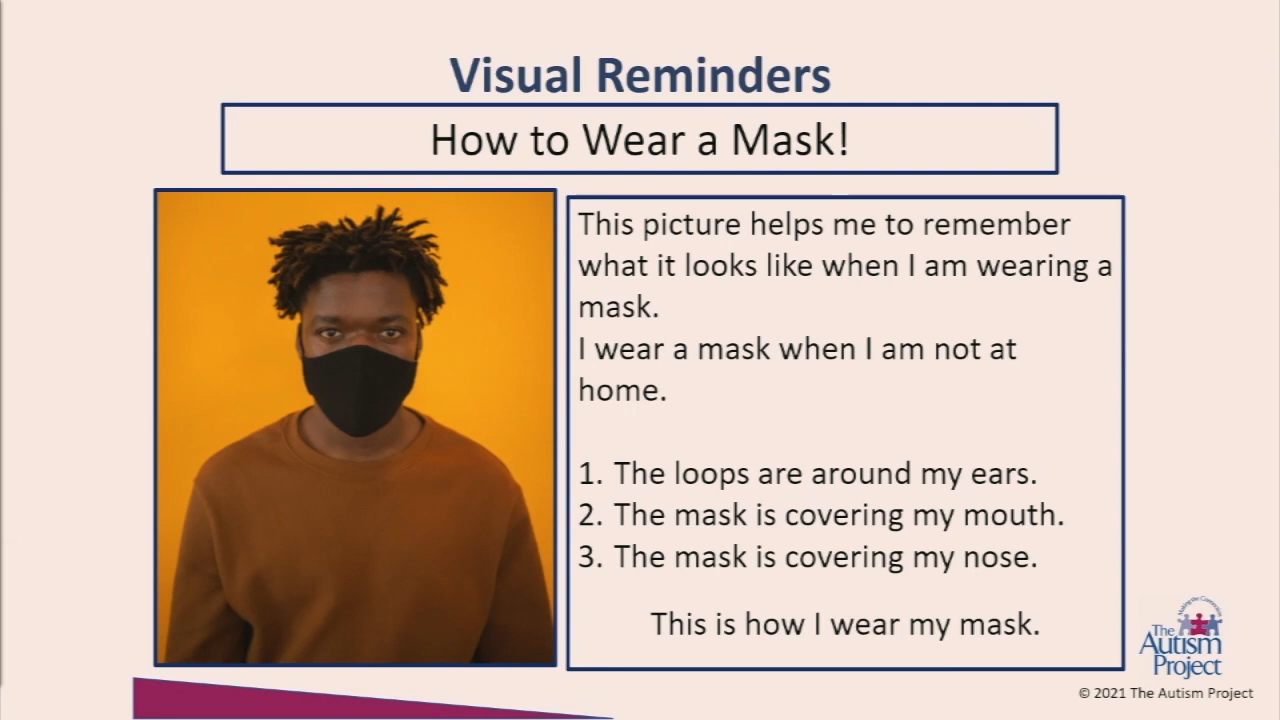 Visual Reminders
How to Wear a Mask!
This picture helps me to remember
what it looks like when I am wearing a
mask.
I wear a mask when I am not at
home.
1. The loops are around my ears.
2. The mask is covering my mouth.
3. The mask is covering my nose.
This is how I wear my mask.
Making the Connection
The
Autism
Project
© 2021 The Autism Project